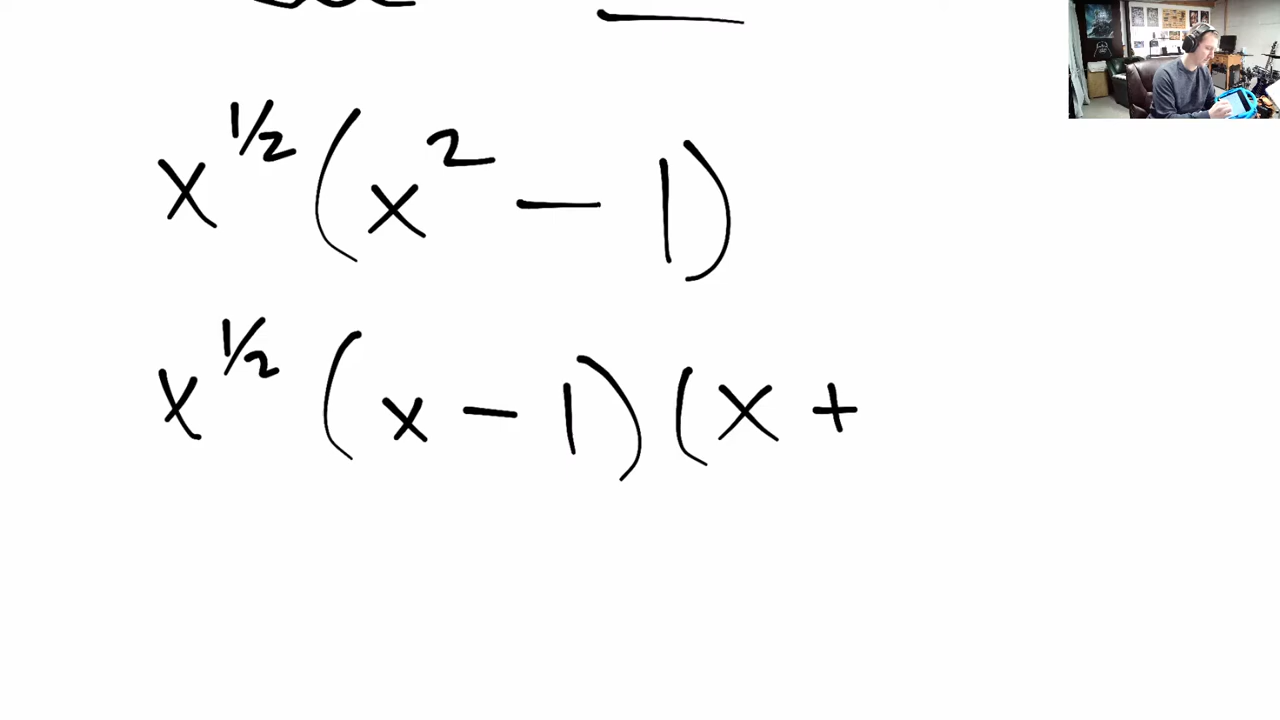 x^{1/2} (x^2 - 1)
x^{1/2} (x - 1) (x +